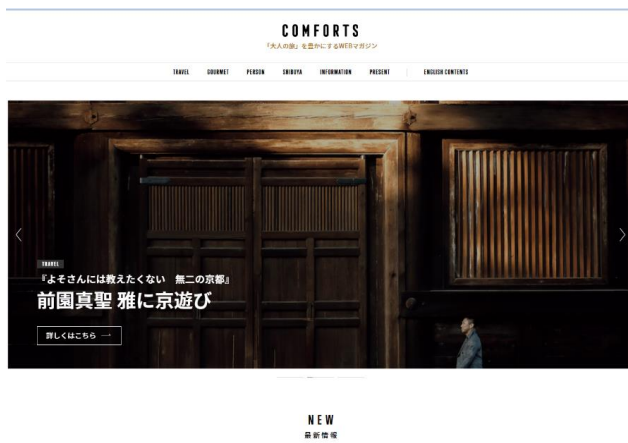 COMFORTS
「大人の旅」を豊かにするWEBマガジン
TRAVEL GOURMET PERSON SHIBUYA INFORMATION PRESENT ENGLISH CONTENTS
TRAVEL
『よそさんには教えたくない 無二の京都』
前園真聖 雅に京遊び
詳しくはこちら →
NEW
最新情報